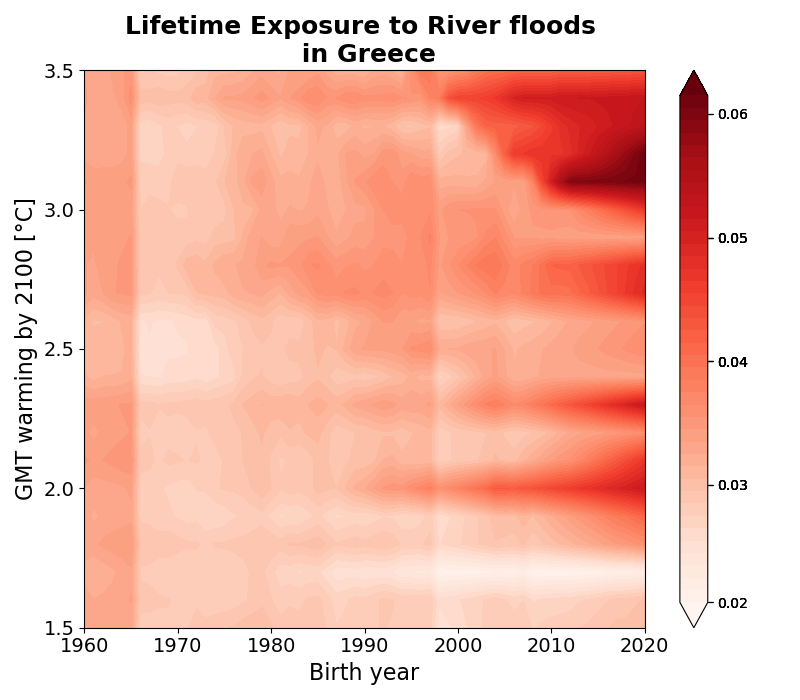 Lifetime Exposure to River floods
in Greece
3.5
3.0
2.5
2.0
1.5
GMT warming by 2100 [°C]
1960 1970 1980 1990 2000 2010 2020
Birth year
0.06
0.05
0.04
0.03
0.02